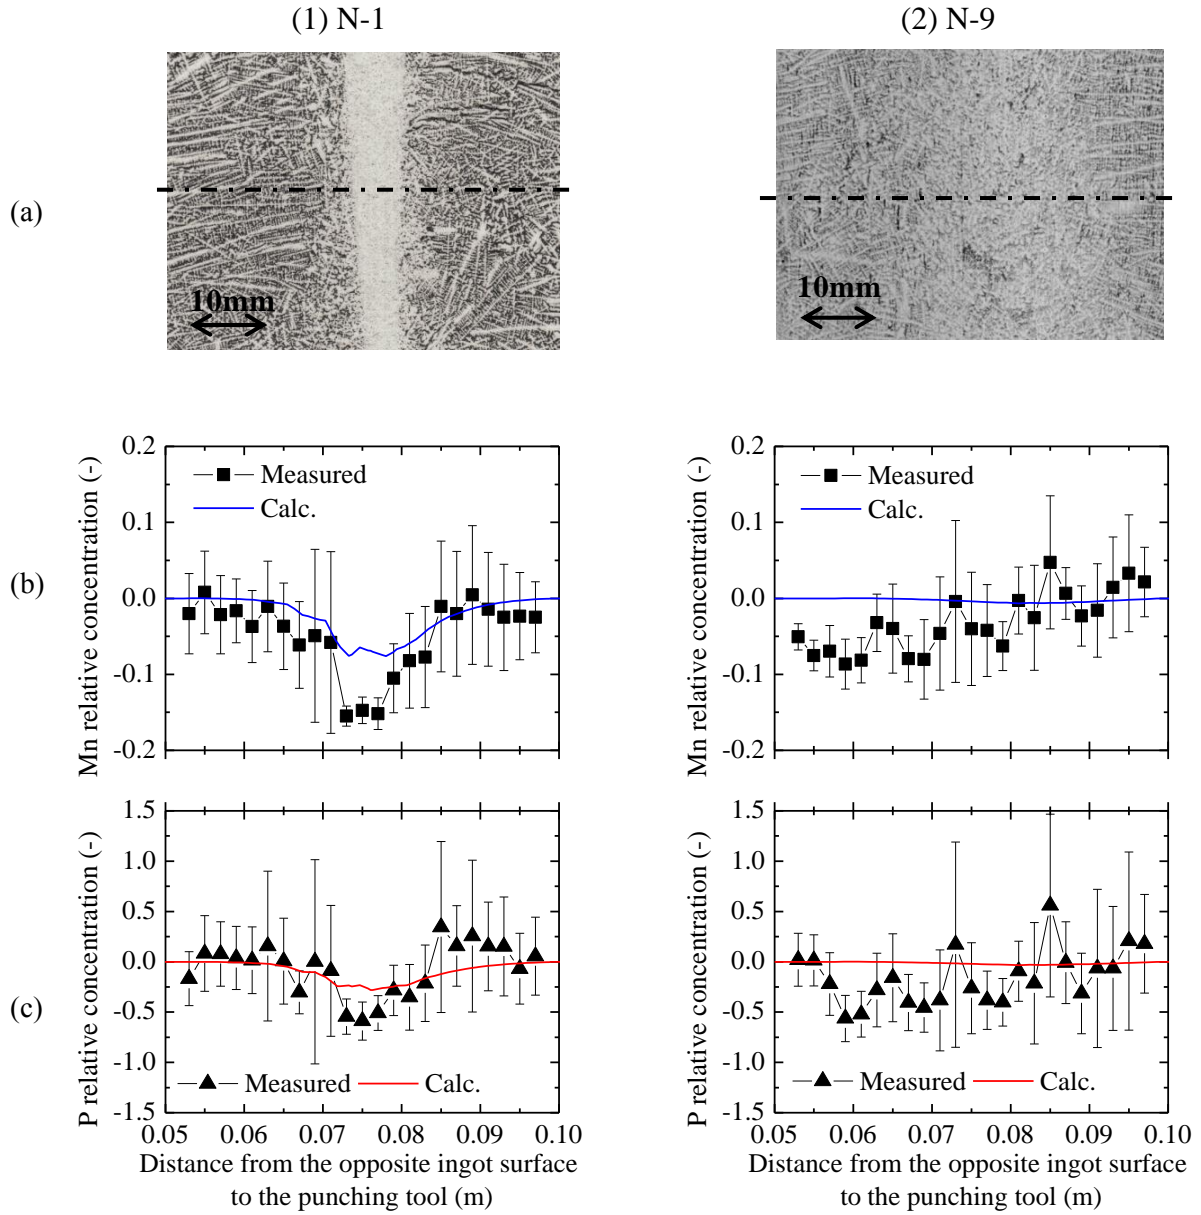 (1) N-1
(2) N-9
(a)
10mm
10mm
(b)
Mn relative concentration (-)
0.2
0.1
0.0
-0.1
-0.2
Measured
Calc.
Mn relative concentration (-)
0.2
0.1
0.0
-0.1
-0.2
Measured
Calc.
(c)
P relative concentration (-)
1.5
1.0
0.5
0.0
-0.5
-1.0
-1.5
Measured
Calc.
0.05 0.06 0.07 0.08 0.09 0.10
Distance from the opposite ingot surface
to the punching tool (m)
P relative concentration (-)
1.5
1.0
0.5
0.0
-0.5
-1.0
-1.5
Measured
Calc.
0.05 0.06 0.07 0.08 0.09 0.10
Distance from the opposite ingot surface
to the punching tool (m)